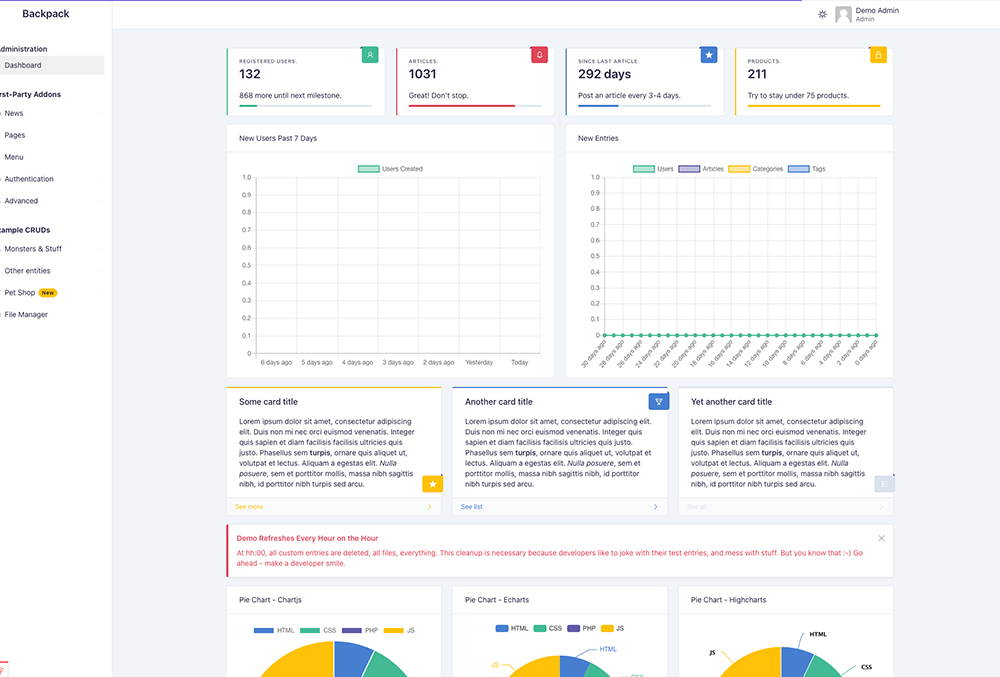 Backpack
Demo Admin
Admin
dministration
Dashboard
rst-Party Addons
News
Pages
Menu
Authentication
Advanced
ample CRUDs
Monsters & Stuff
Other entities
Pet Shop New
File Manager
REGISTERED USERS.
132
868 more until next milestone.
ARTICLES.
1031
Great! Don't stop.
SINCE LAST ARTICLE.
292 days
Post an article every 3-4 days.
PRODUCTS.
211
Try to stay under 75 products.
New Users Past 7 Days
Users Created
1.0
0.9
0.8
0.7
0.6
0.5
0.4
0.3
0.2
0.1
0
6 days ago 5 days ago 4 days ago 3 days ago 2 days ago Yesterday Today
New Entries
Users Articles Categories Tags
1.0
0.9
0.8
0.7
0.6
0.5
0.4
0.3
0.2
0.1
0
30 days ago 28 days ago 26 days ago 24 days ago 22 days ago 20 days ago 18 days ago 16 days ago 14 days ago 12 days ago 10 days ago 8 days ago 6 days ago 4 days ago 2 days ago 0 days ago
Some card title
Lorem ipsum dolor sit amet, consectetur adipiscing
elit. Duis non mi nec orci euismod venenatis. Integer
quis sapien et diam facilisis facilisis ultricies quis
justo. Phasellus sem turpis, ornare quis aliquet ut,
volutpat et lectus. Aliquam a egestas elit. Nulla
posuere, sem et porttitor mollis, massa nibh sagittis
nibh, id porttitor nibh turpis sed arcu.
See more
Another card title
Lorem ipsum dolor sit amet, consectetur adipiscing
elit. Duis non mi nec orci euismod venenatis. Integer
quis sapien et diam facilisis facilisis ultricies quis justo.
Phasellus sem turpis, ornare quis aliquet ut,
volutpat et lectus. Aliquam a egestas elit. Nulla posuere, sem et
porttitor mollis, massa nibh sagittis nibh, id porttitor
nibh turpis sed arcu.
See list
Yet another card title
Lorem ipsum dolor sit amet, consectetur adipiscing
elit. Duis non mi nec orci euismod venenatis. Integer
quis sapien et diam facilisis facilisis ultricies quis justo.
Phasellus sem turpis, ornare quis aliquet ut,
volutpat et lectus. Aliquam a egestas elit. Nulla posuere, sem et
porttitor mollis, massa nibh sagittis nibh, id porttitor
nibh turpis sed arcu.
See all
Demo Refreshes Every Hour on the Hour
At hh:00, all custom entries are deleted, all files, everything. This cleanup is necessary because developers like to joke with their test entries, and mess with stuff. But you know that :-) Go
ahead - make a developer smile.
Pie Chart - Chartjs
HTML CSS PHP JS
Pie Chart - Echarts
HTML CSS PHP JS
HTML
JS
CSS
Pie Chart - Highcharts
HTML
JS
CSS